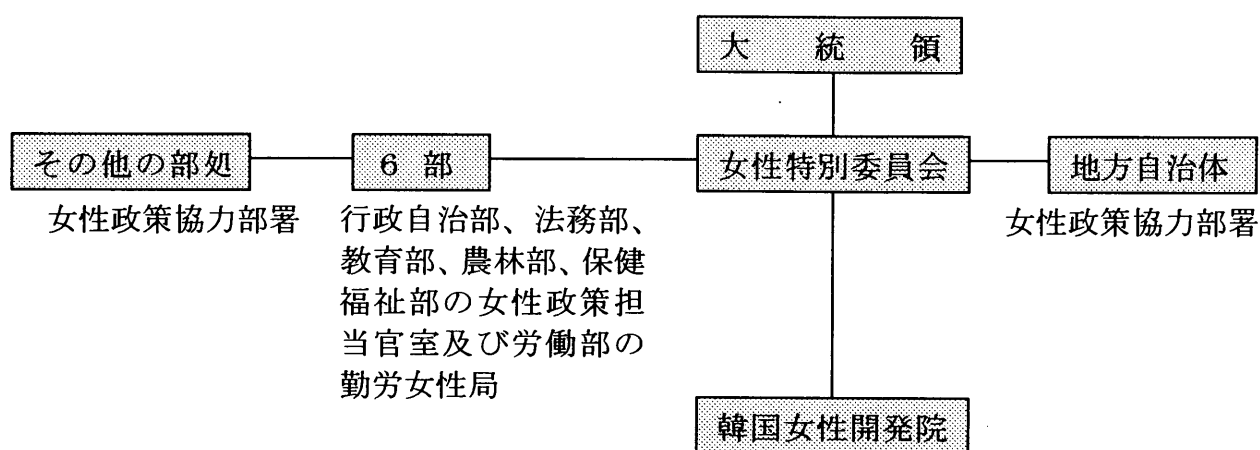 大統領
その他の部処
6部
女性特別委員会
地方自治体
女性政策協力部署
行政自治部、法務部、
教育部、農林部、保健
福祉部の女性政策担
当官室及び労働部の
勤労女性局
女性政策協力部署
韓国女性開発院